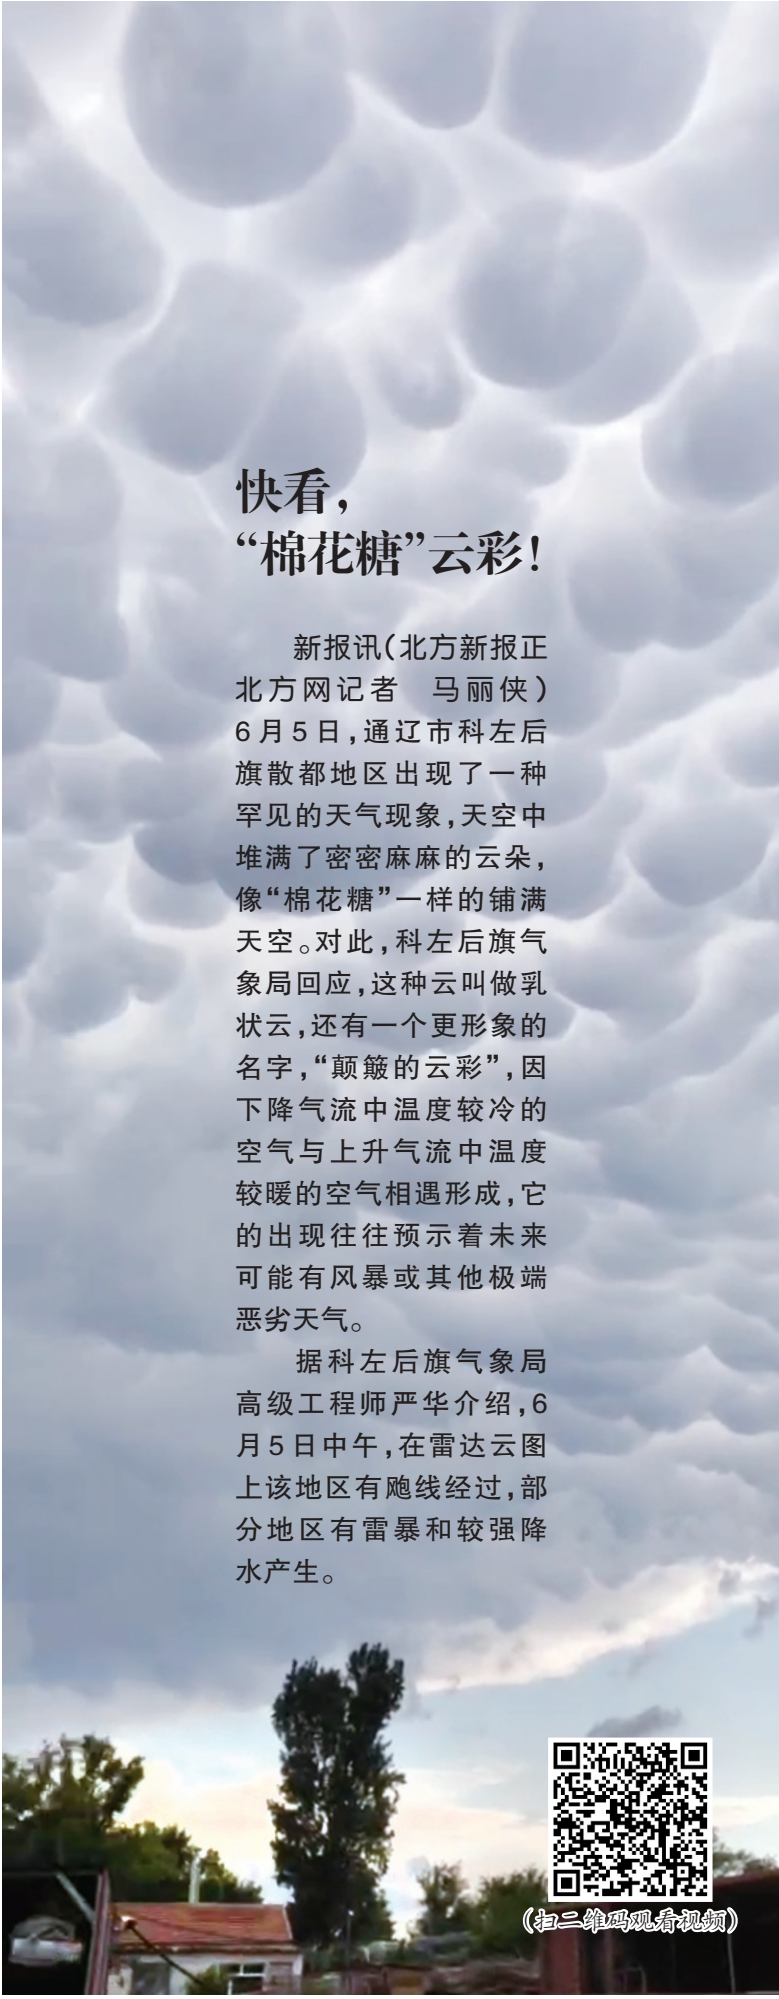 快看，
“棉花糖”云彩！
新报讯（北方新报正
北方网记者　马丽侠）
6月5日，通辽市科左后
旗散都地区出现了一种
罕见的天气现象，天空中
堆满了密密麻麻的云朵，
像“棉花糖”一样的铺满
天空。对此，科左后旗气
象局回应，这种云叫做乳
状云，还有一个更形象的
名字，“颠簸的云彩”，因
下降气流中温度较冷的
空气与上升气流中温度
较暖的空气相遇形成，它
的出现往往预示着未来
可能有风暴或其他极端
恶劣天气。
据科左后旗气象局
高级工程师严华介绍，6
月5日中午，在雷达云图
上该地区有飑线经过，部
分地区有雷暴和较强降
水产生。
（扫二维码观看视频）